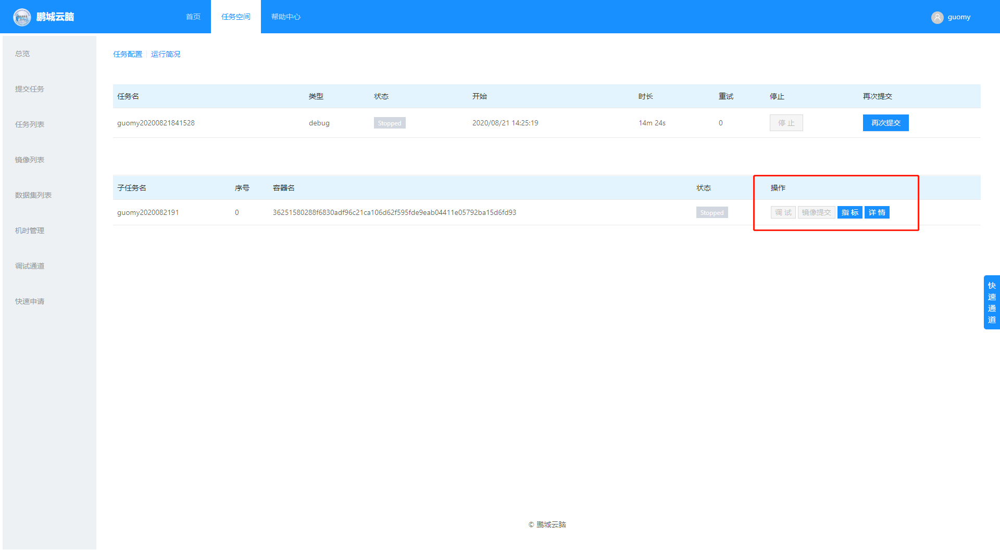 鹏城云脑
首页 任务空间 帮助中心
guomy
总览
提交任务
任务列表
镜像列表
数据集列表
机时管理
调试通道
快速申请
任务配置 运行简况
任务名 类型 状态 开始 时长 重试 停止 再次提交
guomy20200821841528 debug Stopped 2020/08/21 14:25:19 14m 24s 0 停 止 再次提交
子任务名 序号 容器名 状态 操作
guomy2020082191 0 36251580288f6830adf96c21ca106d62f595fde9eab04411e05792ba15d6fd93 Stopped 调 试 镜像提交 指 标 详 情
快速通道
© 鹏城云脑